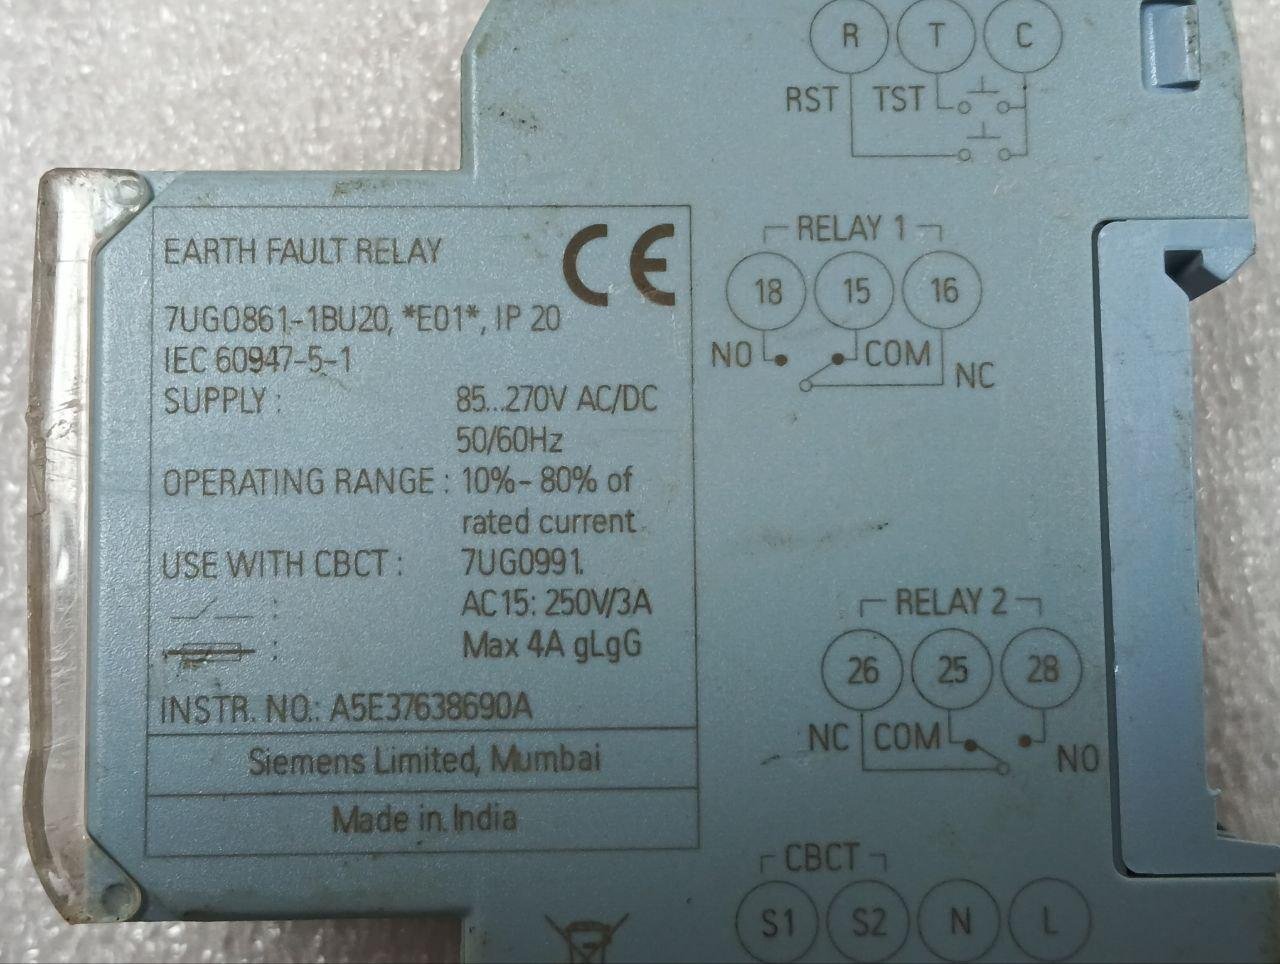 R T C
RST TST
EARTH FAULT RELAY
CE
7UG0861-1BU20, *E01*, IP 20
IEC 60947-5-1
SUPPLY : 85...270V AC/DC
50/60Hz
OPERATING RANGE : 10%- 80% of
rated current
USE WITH CBCT : 7UG0991.
: AC15: 250V/3A
: Max 4A gLgG
INSTR. NO.: A5E37638690A
Siemens Limited, Mumbai
Made in India
RELAY 1
18 15 16
NO COM NC
RELAY 2
26 25 28
NC COM NO
CBCT
S1 S2 N L